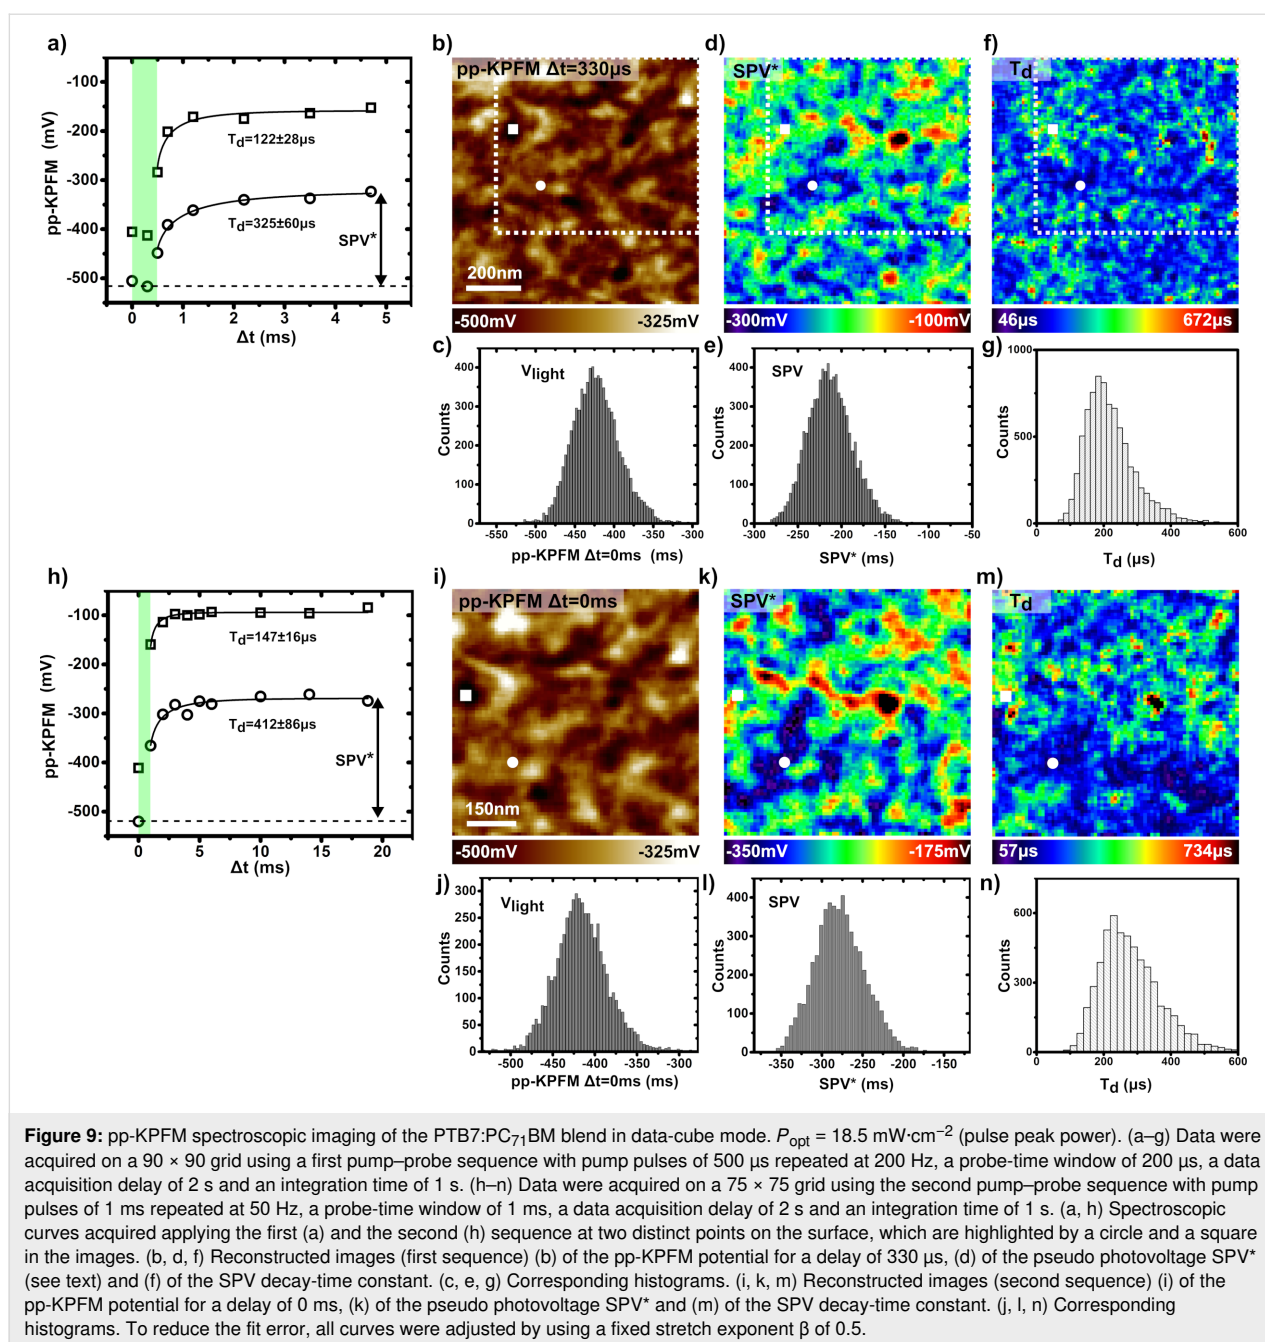 a)
pp-KPFM (mV)
-100
-200
-300
-400
-500
Td=122±28µs
Td=325±60µs
SPV*
0 1 2 3 4 5
Δt (ms)
b)
pp-KPFM Δt=330µs
200nm
-500mV -325mV
d)
SPV*
-300mV -100mV
f)
Td
46µs 672µs
c)
Vlight
Counts
400
300
200
100
0
-550 -500 -450 -400 -350 -300
pp-KPFM Δt=0ms (ms)
e)
SPV
Counts
400
300
200
100
0
-300 -250 -200 -150 -100 -50
SPV* (ms)
g)
Counts
1000
500
0
0 200 400 600
Td (µs)
h)
pp-KPFM (mV)
-100
-200
-300
-400
-500
Td=147±16µs
Td=412±86µs
SPV*
0 5 10 15 20
Δt (ms)
i)
pp-KPFM Δt=0ms
150nm
-500mV -325mV
k)
SPV*
-350mV -175mV
m)
Td
57µs 734µs
j)
Vlight
Counts
300
250
200
150
100
50
0
-500 -450 -400 -350 -300
pp-KPFM Δt=0ms (ms)
l)
SPV
Counts
400
300
200
100
0
-350 -300 -250 -200 -150
SPV* (ms)
n)
Counts
600
300
0
0 200 400 600
Td (µs)
Figure 9: pp-KPFM spectroscopic imaging of the PTB7:PC71BM blend in data-cube mode. Popt = 18.5 mW·cm−2 (pulse peak power). (a–g) Data were
acquired on a 90 × 90 grid using a first pump–probe sequence with pump pulses of 500 µs repeated at 200 Hz, a probe-time window of 200 µs, a data
acquisition delay of 2 s and an integration time of 1 s. (h–n) Data were acquired on a 75 × 75 grid using the second pump–probe sequence with pump
pulses of 1 ms repeated at 50 Hz, a probe-time window of 1 ms, a data acquisition delay of 2 s and an integration time of 1 s. (a, h) Spectroscopic
curves acquired applying the first (a) and the second (h) sequence at two distinct points on the surface, which are highlighted by a circle and a square
in the images. (b, d, f) Reconstructed images (first sequence) (b) of the pp-KPFM potential for a delay of 330 µs, (d) of the pseudo photovoltage SPV*
(see text) and (f) of the SPV decay-time constant. (c, e, g) Corresponding histograms. (i, k, m) Reconstructed images (second sequence) (i) of the
pp-KPFM potential for a delay of 0 ms, (k) of the pseudo photovoltage SPV* and (m) of the SPV decay-time constant. (j, l, n) Corresponding
histograms. To reduce the fit error, all curves were adjusted by using a fixed stretch exponent β of 0.5.